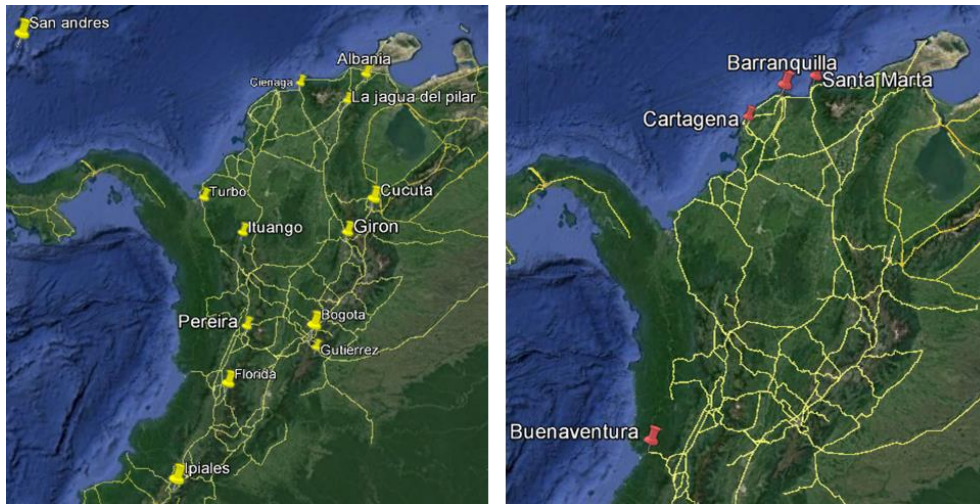 San andres
Albania
Cienaga
La jagua del pilar
Turbo
Cucuta
Ituango
Giron
Pereira
Bogota
Gutierrez
Florida
Ipiales
Barranquilla
Santa Marta
Cartagena
Buenaventura